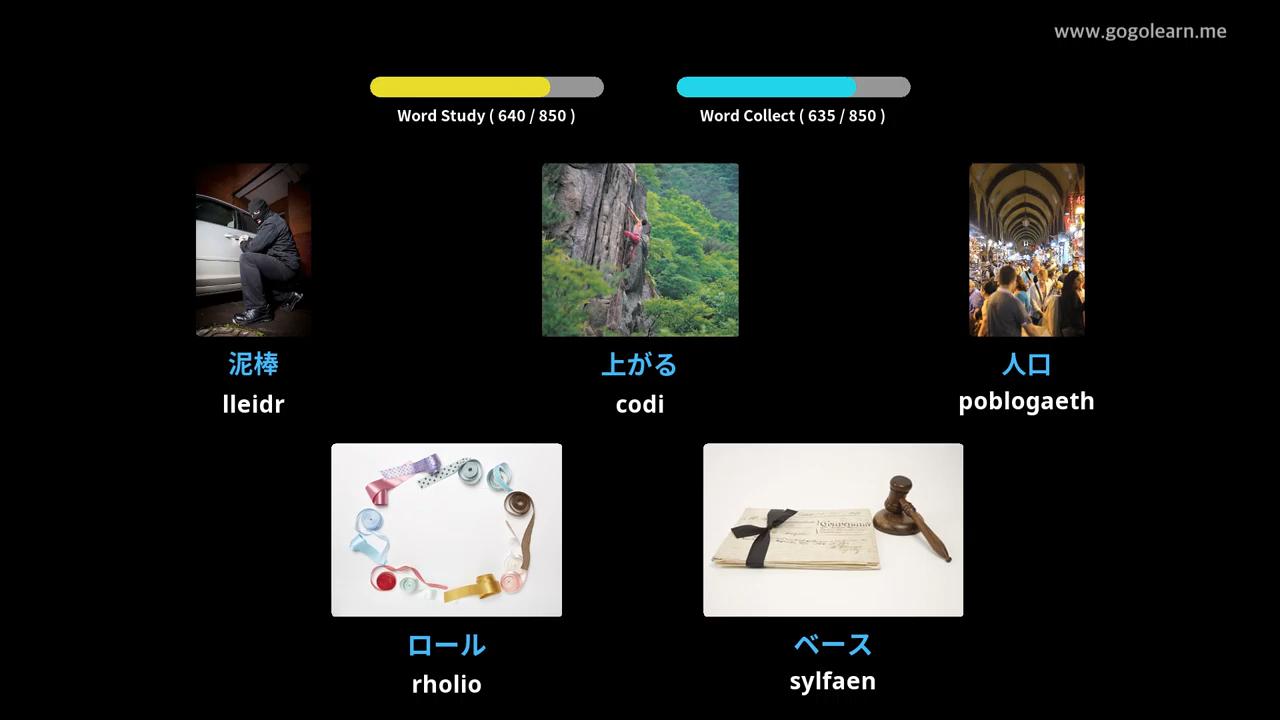 www.gogolearn.me
Word Study ( 640 / 850 )
Word Collect ( 635 / 850 )
泥棒
lleidr
上がる
codi
人口
poblogaeth
ロール
rholio
ベース
sylfaen